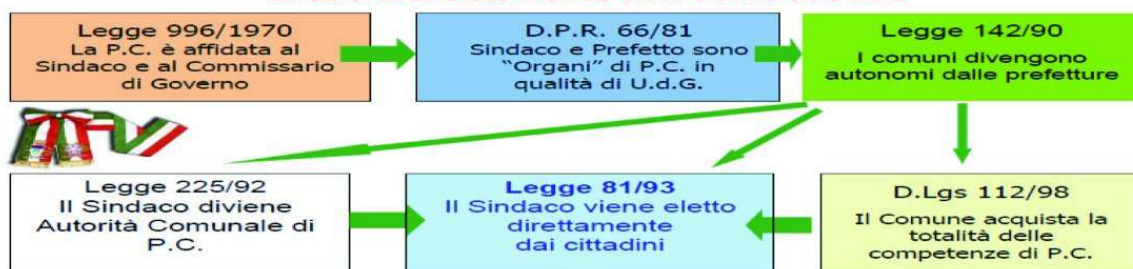 Legge 996/1970
La P.C. è affidata al
Sindaco e al Commissario
di Governo
D.P.R. 66/81
Sindaco e Prefetto sono
“Organi” di P.C. in
qualità di U.d.G.
Legge 142/90
I comuni divengono
autonomi dalle prefetture
Legge 225/92
Il Sindaco diviene
Autorità Comunale di
P.C.
Legge 81/93
Il Sindaco viene eletto
direttamente
dai cittadini
D.Lgs 112/98
Il Comune acquista la
totalità delle
competenze di P.C.